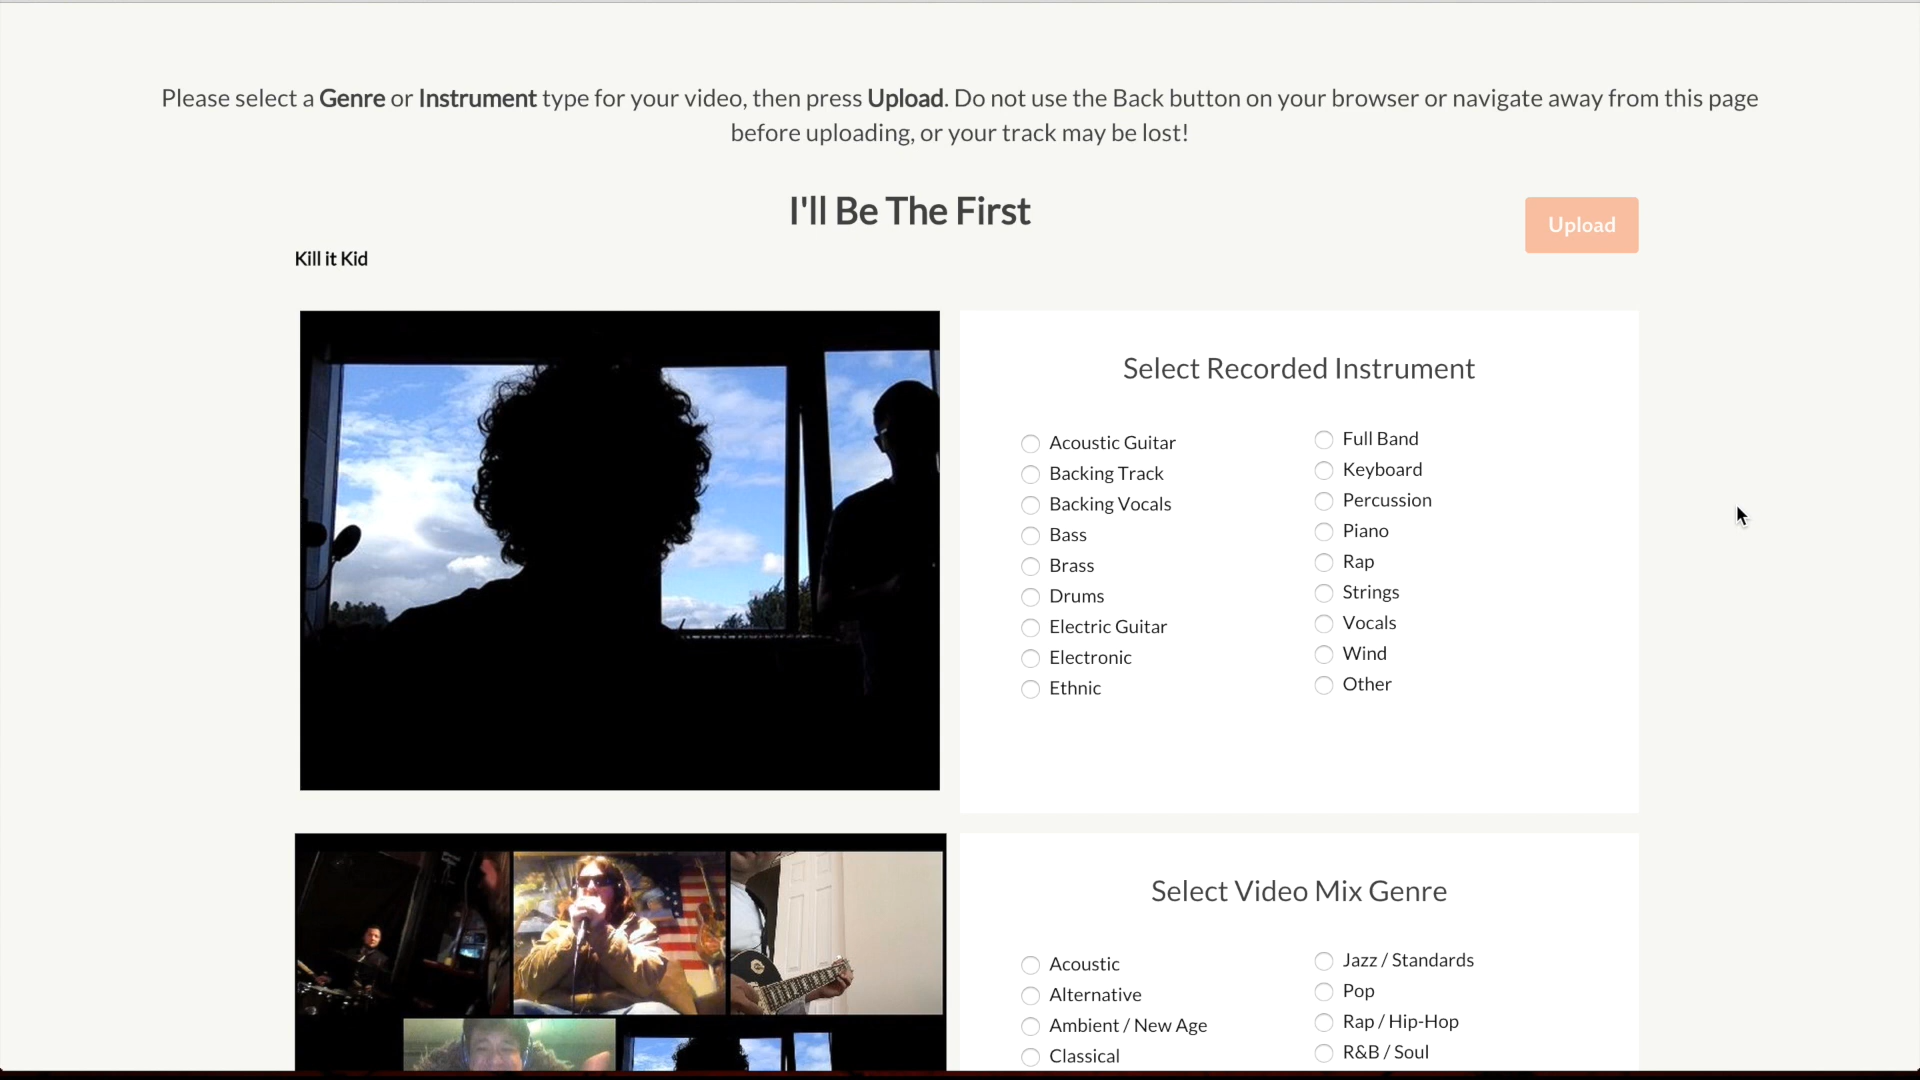 Please select a Genre or Instrument type for your video, then press Upload. Do not use the Back button on your browser or navigate away from this page
before uploading, or your track may be lost!
I'll Be The First
Upload
Kill it Kid
Select Recorded Instrument
Acoustic Guitar
Backing Track
Backing Vocals
Bass
Brass
Drums
Electric Guitar
Electronic
Ethnic
Full Band
Keyboard
Percussion
Piano
Rap
Strings
Vocals
Wind
Other
Select Video Mix Genre
Acoustic
Alternative
Ambient / New Age
Classical
Jazz / Standards
Pop
Rap / Hip-Hop
R&B / Soul